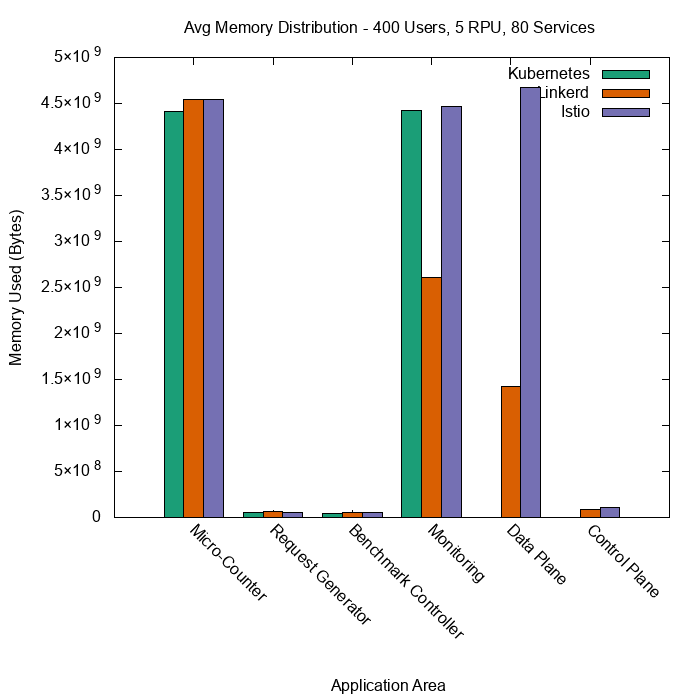 Avg Memory Distribution - 400 Users, 5 RPU, 80 Services
5×10^9
4.5×10^9
4×10^9
3.5×10^9
3×10^9
2.5×10^9
2×10^9
1.5×10^9
1×10^9
5×10^8
0
Memory Used (Bytes)
Kubernetes
Linkerd
Istio
Micro-Counter
Request Generator
Benchmark Controller
Monitoring
Data Plane
Control Plane
Application Area